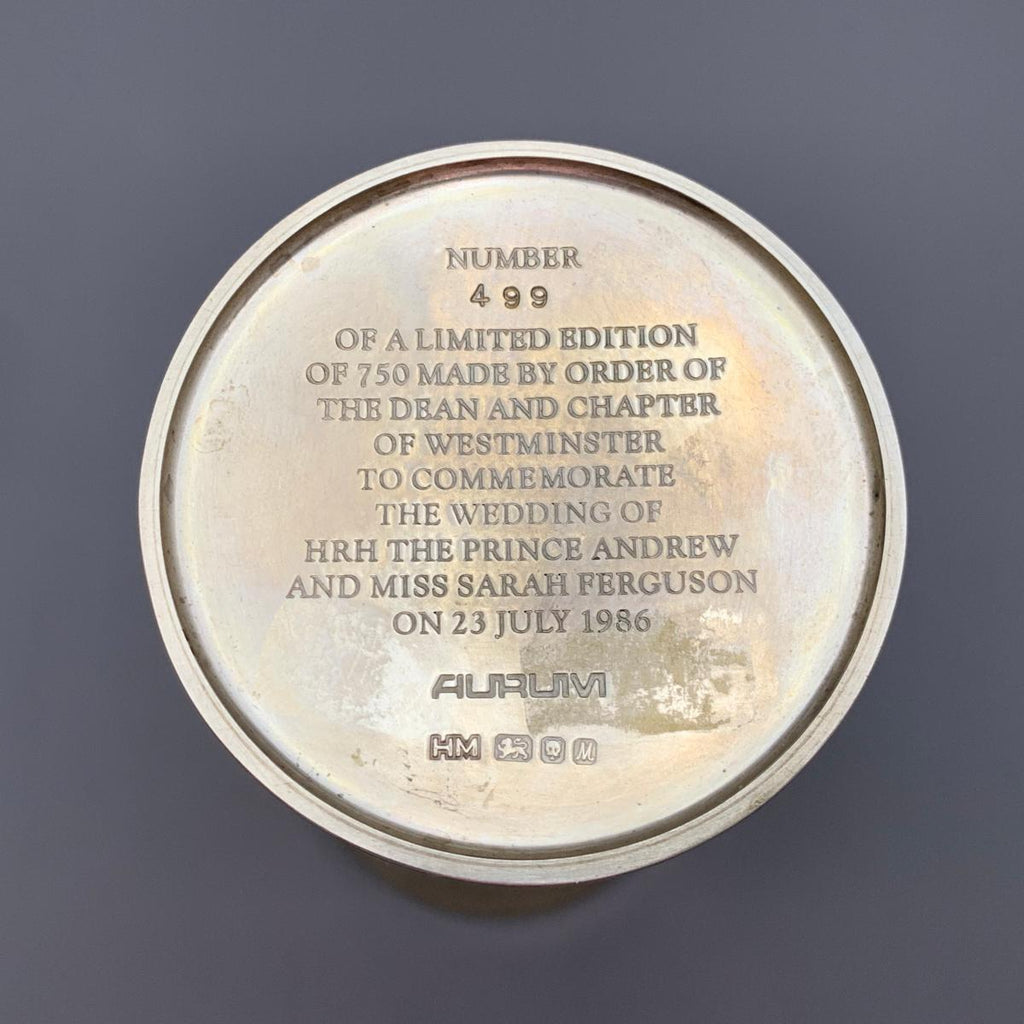 NUMBER
499
OF A LIMITED EDITION
OF 750 MADE BY ORDER OF
THE DEAN AND CHAPTER
OF WESTMINSTER
TO COMMEMORATE
THE WEDDING OF
HRH THE PRINCE ANDREW
AND MISS SARAH FERGUSON
ON 23 JULY 1986
AURUM
HM M